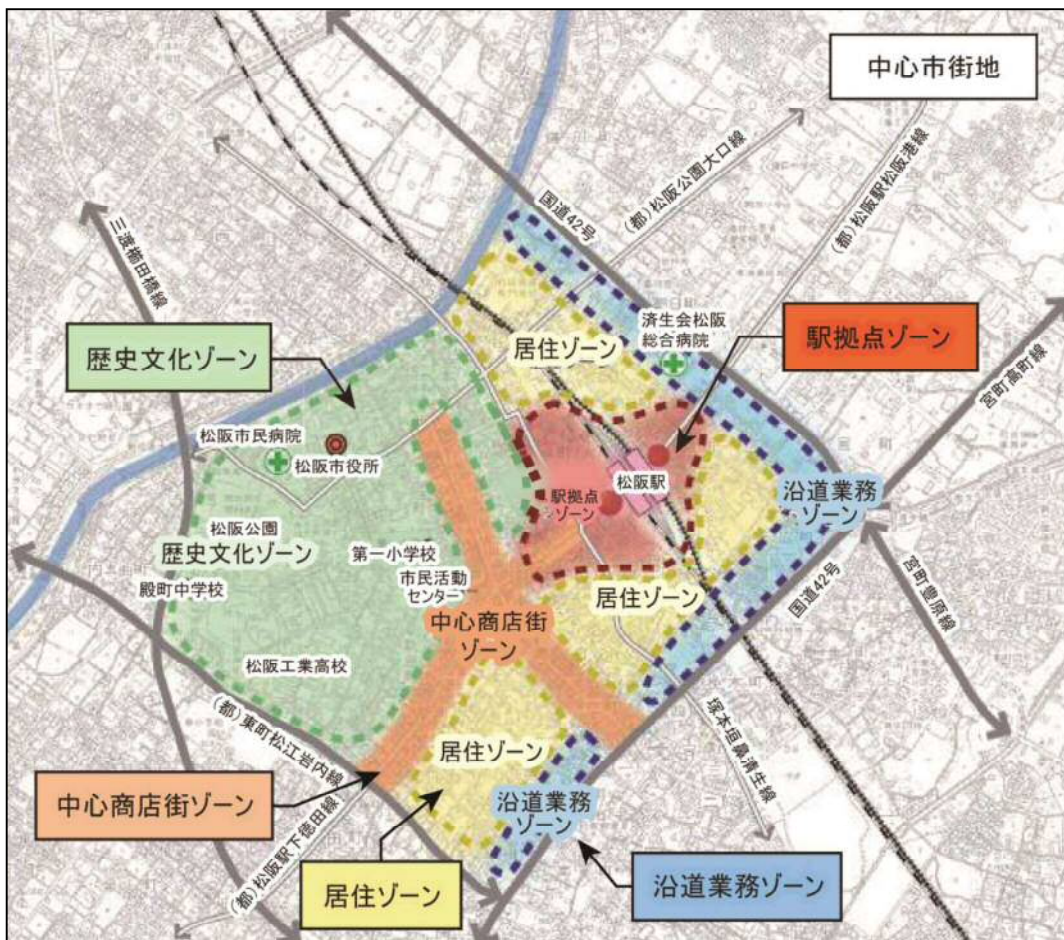 中心市街地
国道42号
(都)松阪公園大口線
(都)松阪駅松阪港線
三渡櫛田橋線
済生会松阪
総合病院
歴史文化ゾーン
居住ゾーン
駅拠点ゾーン
宮町高町線
松阪市民病院
松阪市役所
松阪駅
駅拠点
ゾーン
沿道業務
ゾーン
松阪公園
歴史文化ゾーン
第一小学校
殿町中学校
市民活動
センター
居住ゾーン
国道42号
宮町豊原線
中心商店街
ゾーン
松阪工業高校
(都)東町松江岩内線
居住ゾーン
塚本垣鼻清生線
中心商店街ゾーン
沿道業務
ゾーン
(都)松阪駅下徳田線
居住ゾーン
沿道業務ゾーン